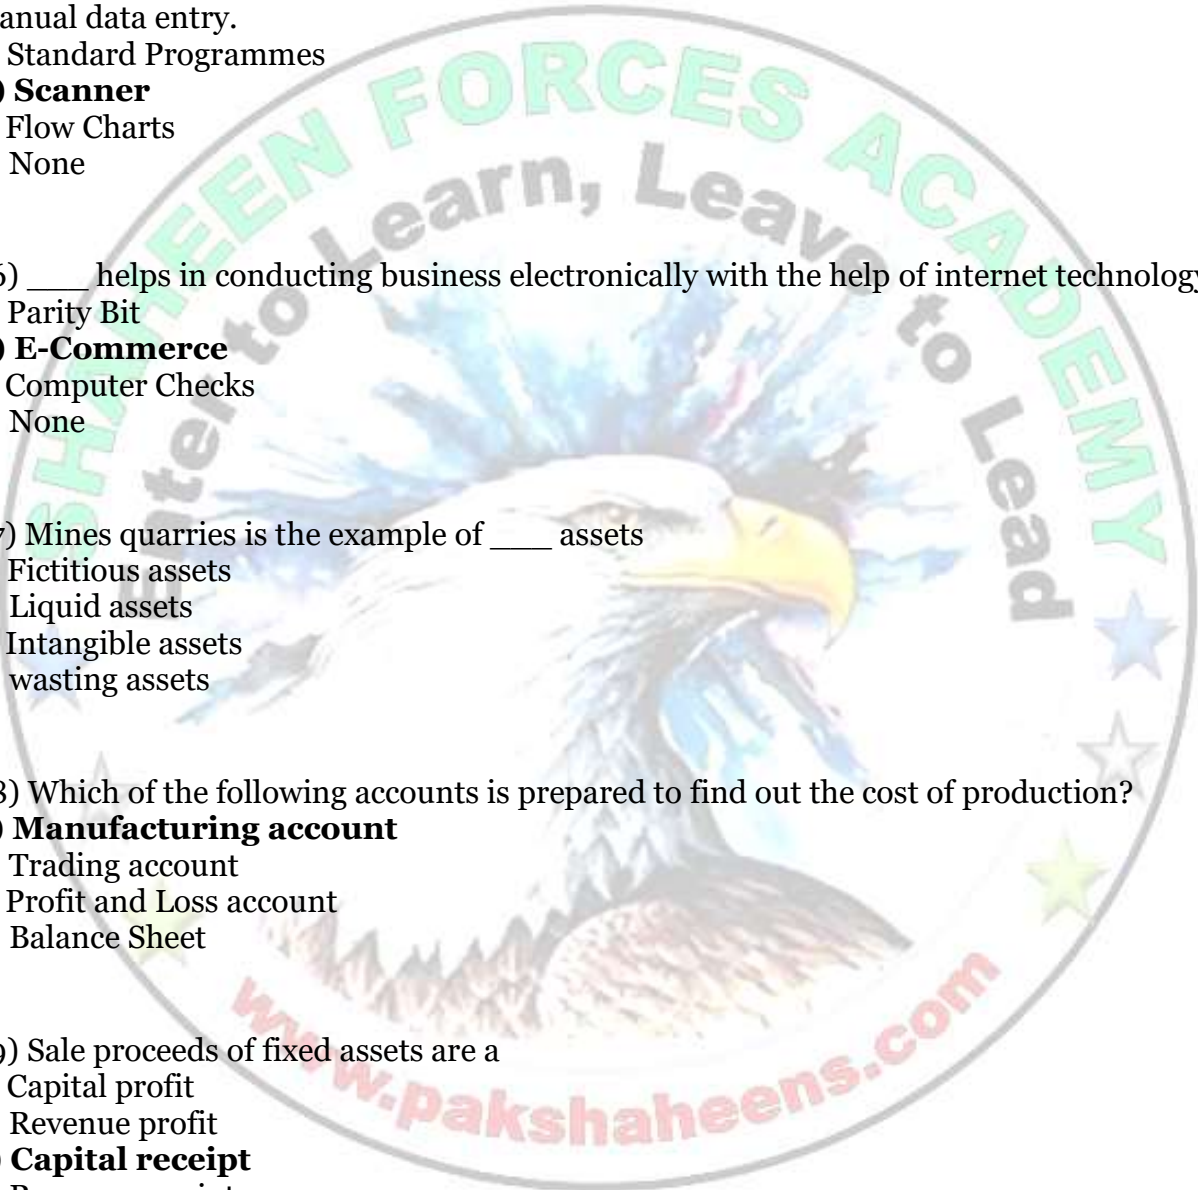 anual data entry.
Standard Programmes
) Scanner
Flow Charts
None
6) ___ helps in conducting business electronically with the help of internet technology
Parity Bit
) E-Commerce
Computer Checks
None
7) Mines quarries is the example of ___ assets
Fictitious assets
Liquid assets
Intangible assets
wasting assets
8) Which of the following accounts is prepared to find out the cost of production?
) Manufacturing account
Trading account
Profit and Loss account
Balance Sheet
9) Sale proceeds of fixed assets are a
Capital profit
Revenue profit
) Capital receipt
SHAHEEN FORCES ACADEMY
Enter to Learn, Leave to Lead
www.pakshaheens.com